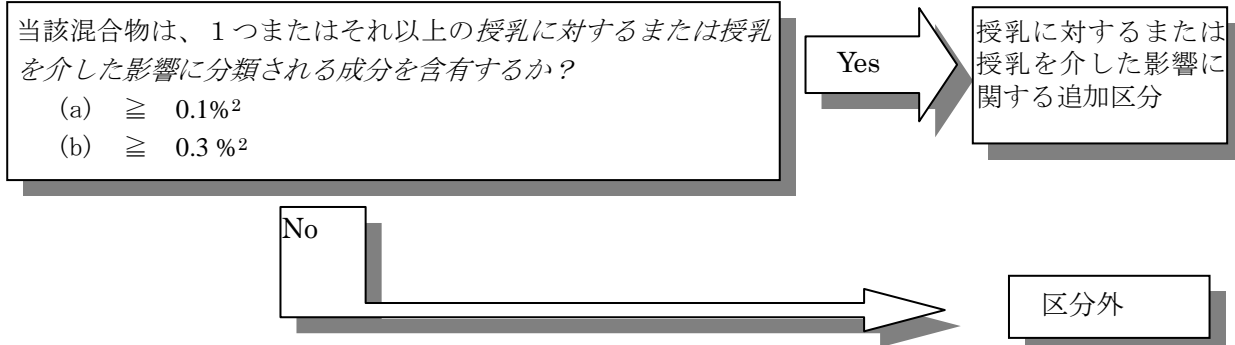 当該混合物は、１つまたはそれ以上の授乳に対するまたは授乳
を介した影響に分類される成分を含有するか？
(a) ≧ 0.1%²
(b) ≧ 0.3 %²
Yes
授乳に対するまたは
授乳を介した影響に
関する追加区分
No
区分外